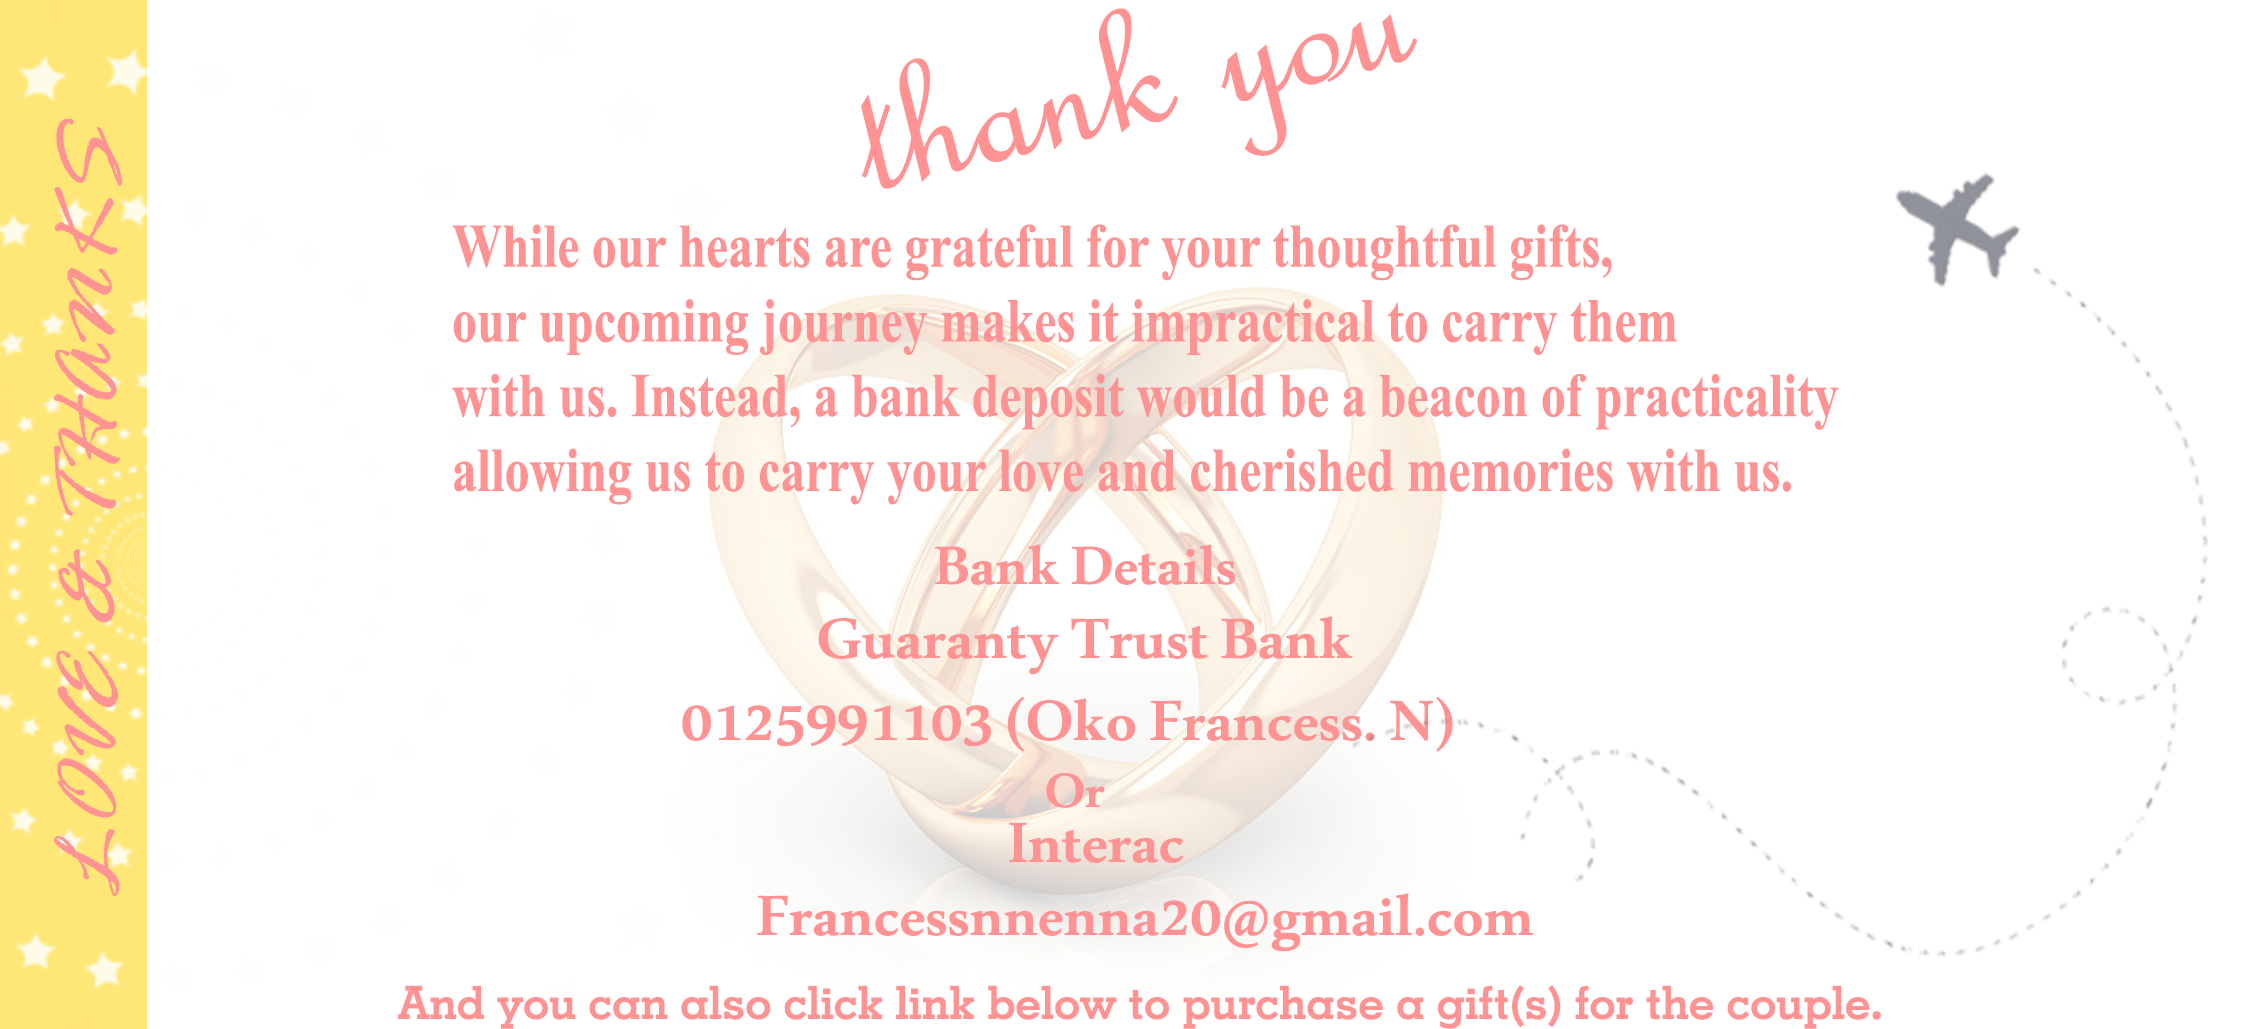 thank you
LOVE & THanKS
While our hearts are grateful for your thoughtful gifts,
our upcoming journey makes it impractical to carry them
with us. Instead, a bank deposit would be a beacon of practicality
allowing us to carry your love and cherished memories with us.
Bank Details
Guaranty Trust Bank
0125991103 (Oko Francess. N)
Or
Interac
Francessnnenna20@gmail.com
And you can also click link below to purchase a gift(s) for the couple.